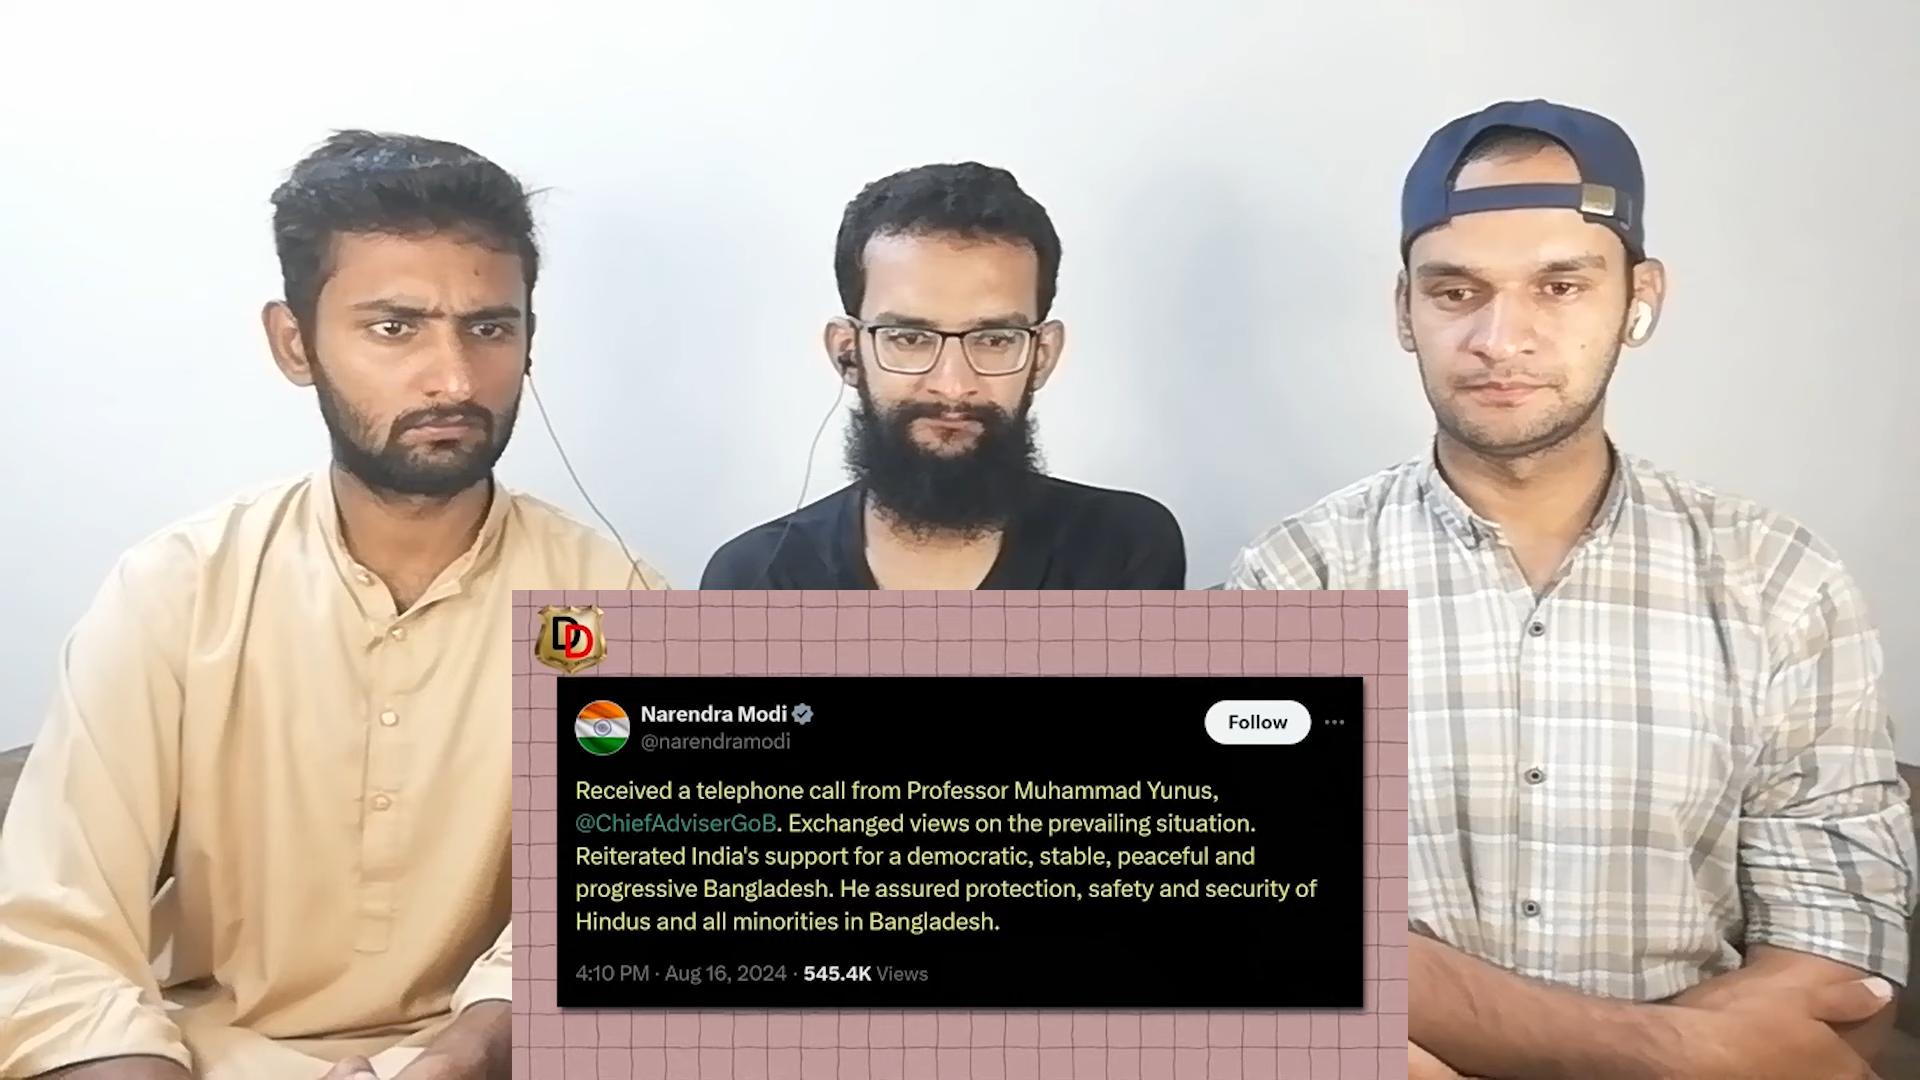 DD
Narendra Modi
Follow
@narendramodi
Received a telephone call from Professor Muhammad Yunus,
@ChiefAdviserGoB. Exchanged views on the prevailing situation.
Reiterated India's support for a democratic, stable, peaceful and
progressive Bangladesh. He assured protection, safety and security of
Hindus and all minorities in Bangladesh.
4:10 PM · Aug 16, 2024 · 545.4K Views